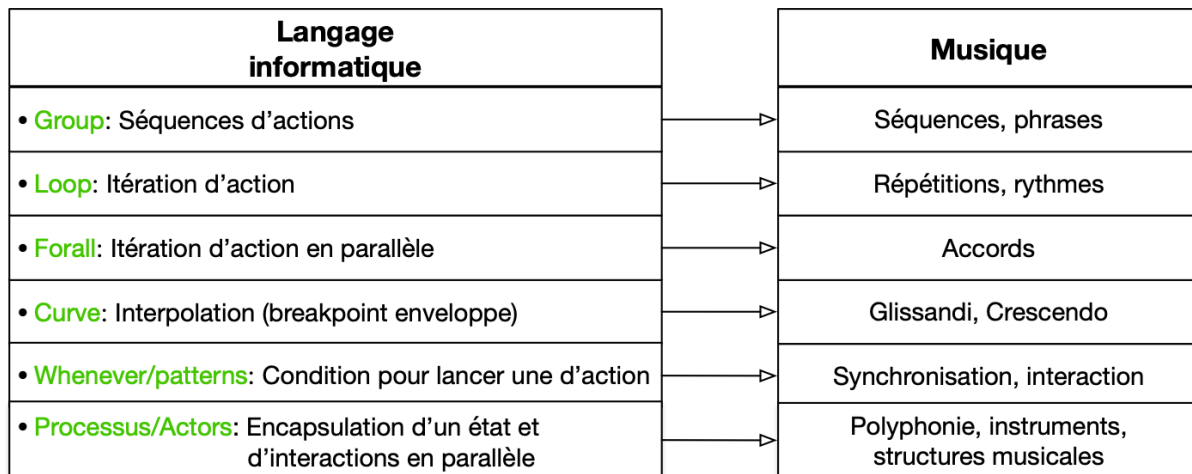 Langage
informatique
Musique
• Group: Séquences d'actions
Séquences, phrases
• Loop: Itération d'action
Répétitions, rythmes
• Forall: Itération d'action en parallèle
Accords
• Curve: Interpolation (breakpoint enveloppe)
Glissandi, Crescendo
• Whenever/patterns: Condition pour lancer une d'action
Synchronisation, interaction
• Processus/Actors: Encapsulation d'un état et
d'interactions en parallèle
Polyphonie, instruments,
structures musicales